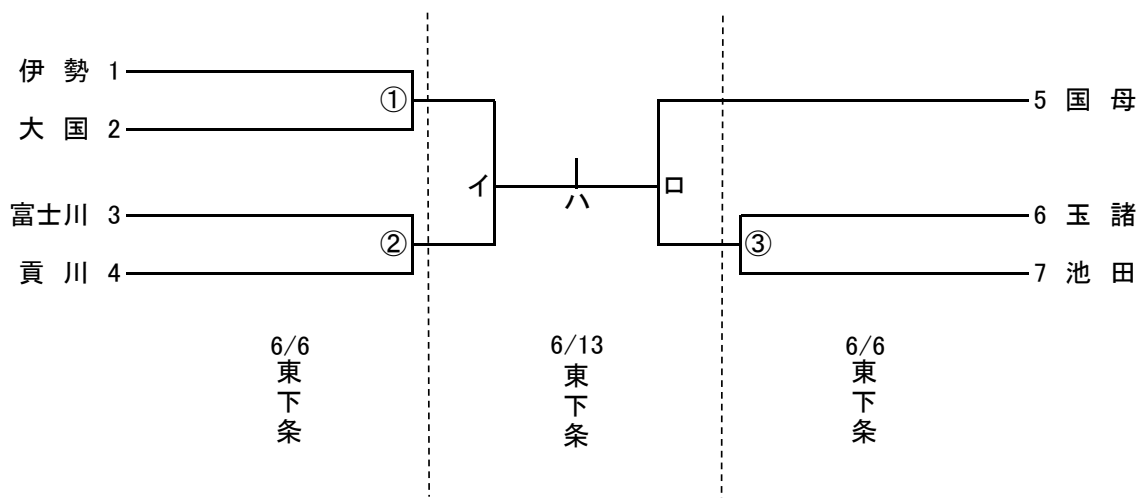 伊勢 1
①
大国 2
富士川 3
②
貢川 4
イ
ハ
ロ
5 国母
6 玉諸
③
7 池田
6/6
東下条
6/13
東下条
6/6
東下条